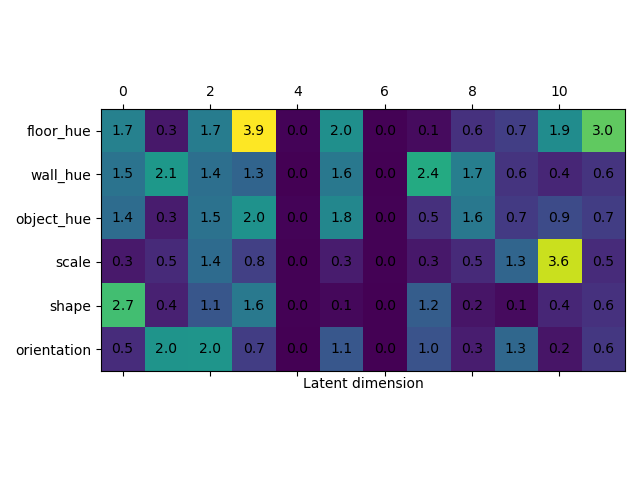 0 2 4 6 8 10
floor_hue 1.7 0.3 1.7 3.9 0.0 2.0 0.0 0.1 0.6 0.7 1.9 3.0
wall_hue 1.5 2.1 1.4 1.3 0.0 1.6 0.0 2.4 1.7 0.6 0.4 0.6
object_hue 1.4 0.3 1.5 2.0 0.0 1.8 0.0 0.5 1.6 0.7 0.9 0.7
scale 0.3 0.5 1.4 0.8 0.0 0.3 0.0 0.3 0.5 1.3 3.6 0.5
shape 2.7 0.4 1.1 1.6 0.0 0.1 0.0 1.2 0.2 0.1 0.4 0.6
orientation 0.5 2.0 2.0 0.7 0.0 1.1 0.0 1.0 0.3 1.3 0.2 0.6
Latent dimension